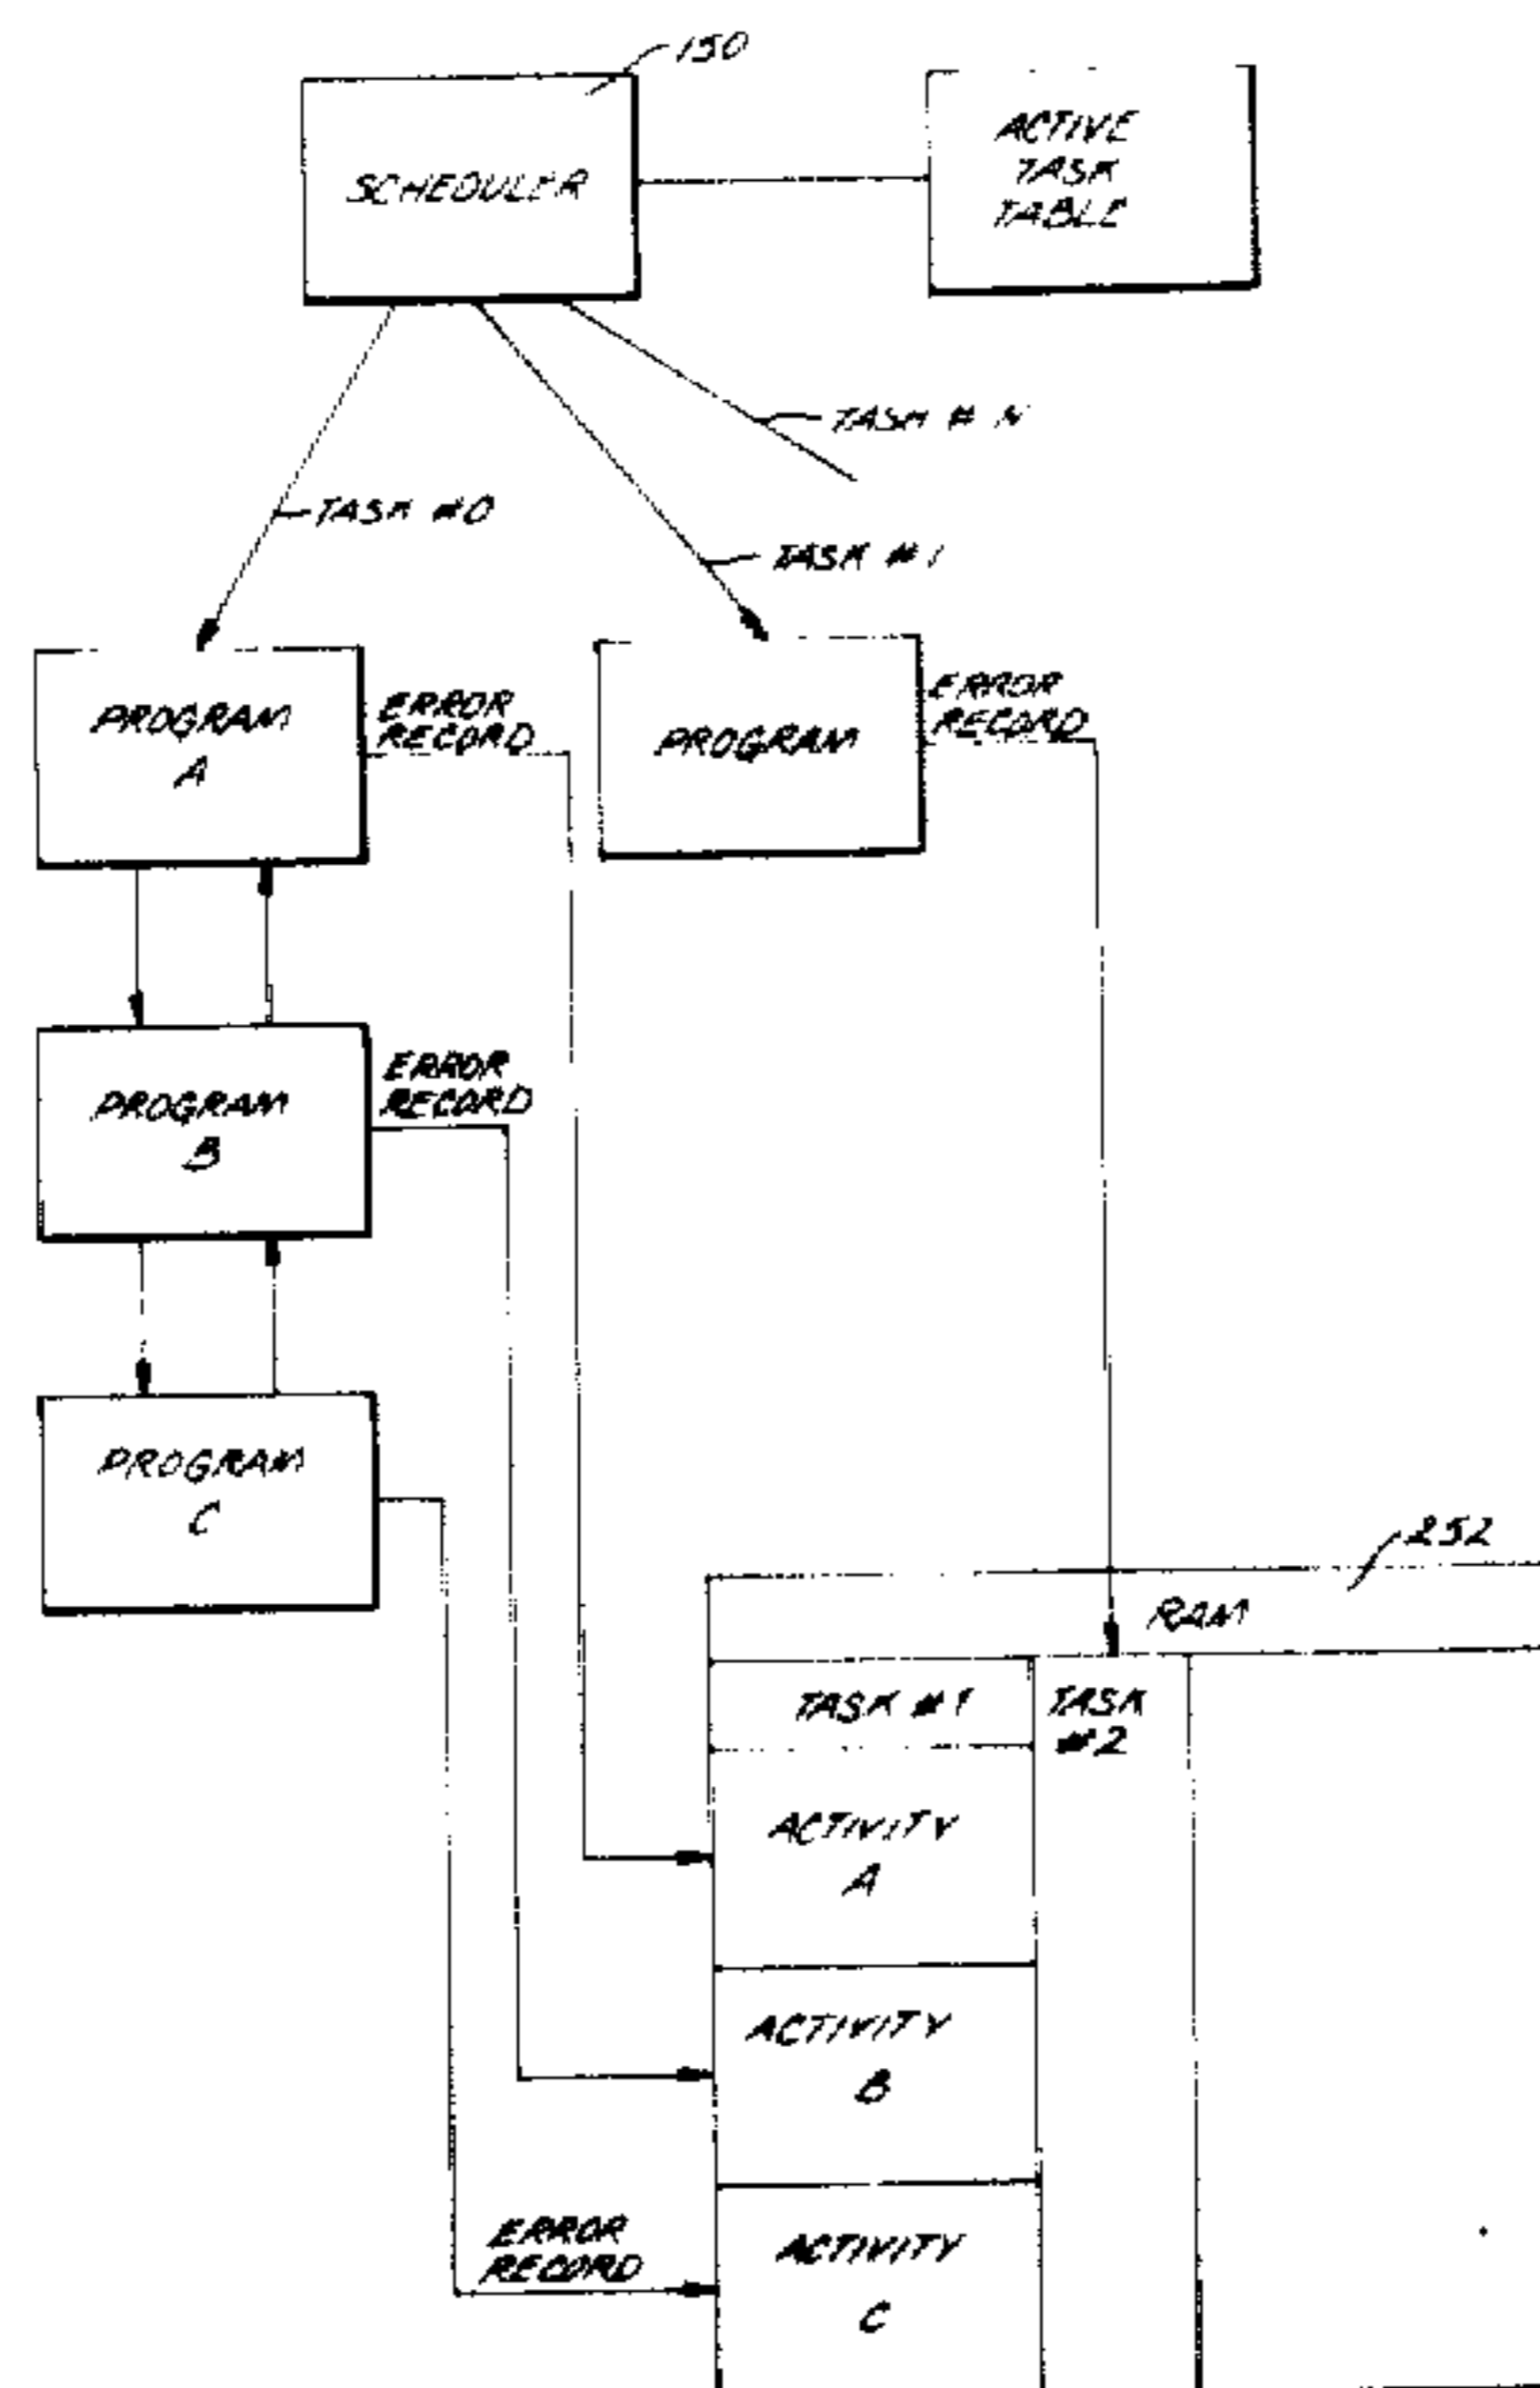 150
SCHEDULER
ACTIVE
TASK
TABLE
TASK # N
TASK #0
TASK #1
PROGRAM
A
ERROR
RECORD
PROGRAM
ERROR
RECORD
PROGRAM
B
ERROR
RECORD
PROGRAM
C
252
RAM
TASK #1
TASK
#2
ACTIVITY
A
ACTIVITY
B
ERROR
RECORD
ACTIVITY
C